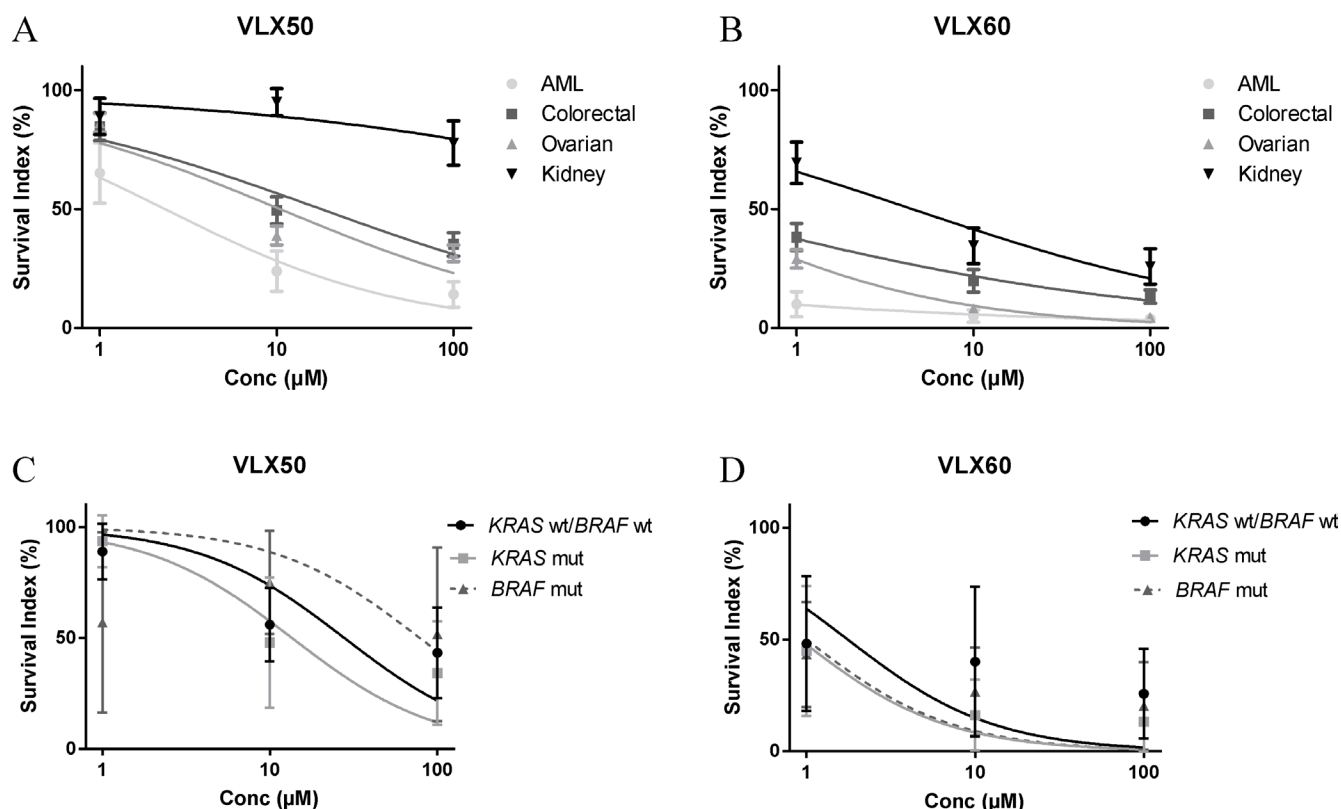 A
VLX50
Survival Index (%)
100
50
0
1
10
100
Conc (µM)
AML
Colorectal
Ovarian
Kidney
B
VLX60
Survival Index (%)
100
50
0
1
10
100
Conc (µM)
AML
Colorectal
Ovarian
Kidney
C
VLX50
Survival Index (%)
100
50
0
1
10
100
Conc (µM)
KRAS wt/BRAF wt
KRAS mut
BRAF mut
D
VLX60
Survival Index (%)
100
50
0
1
10
100
Conc (µM)
KRAS wt/BRAF wt
KRAS mut
BRAF mut